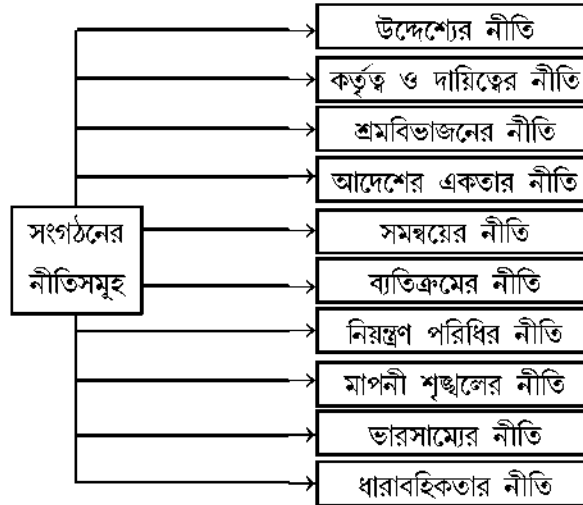 সংগঠনের
নীতিসমূহ
উদ্দেশ্যের নীতি
কর্তৃত্ব ও দায়িত্বের নীতি
শ্রমবিভাজনের নীতি
আদেশের একতার নীতি
সমন্বয়ের নীতি
ব্যতিক্রমের নীতি
নিয়ন্ত্রণ পরিধির নীতি
মাপনী শৃঙ্খলের নীতি
ভারসাম্যের নীতি
ধারাবহিকতার নীতি